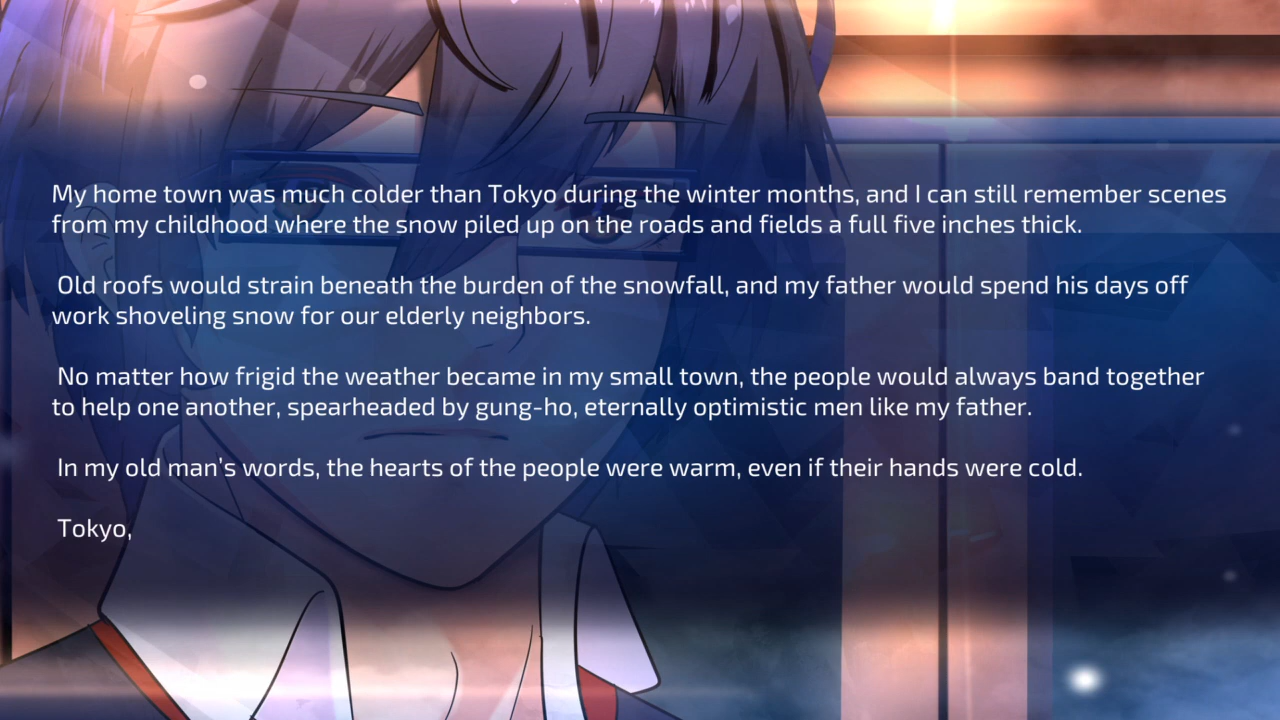 My home town was much colder than Tokyo during the winter months, and I can still remember scenes
from my childhood where the snow piled up on the roads and fields a full five inches thick.
Old roofs would strain beneath the burden of the snowfall, and my father would spend his days off
work shoveling snow for our elderly neighbors.
No matter how frigid the weather became in my small town, the people would always band together
to help one another, spearheaded by gung-ho, eternally optimistic men like my father.
In my old man's words, the hearts of the people were warm, even if their hands were cold.
Tokyo,